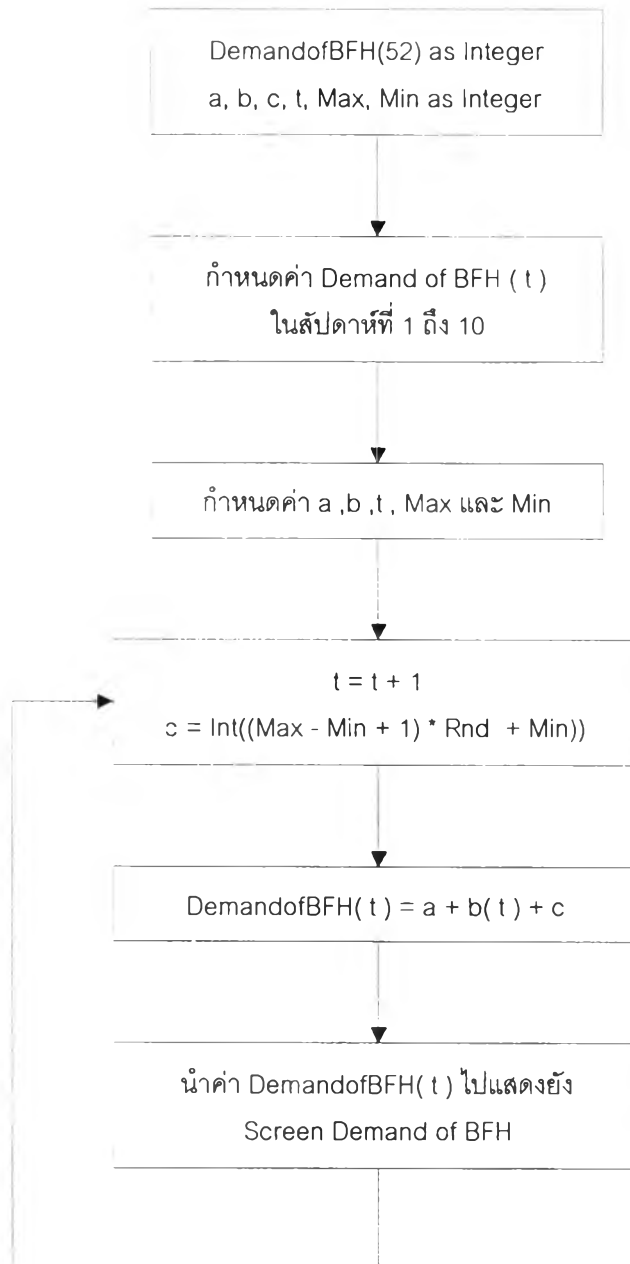 DemandofBFH(52) as Integer
a, b, c, t, Max, Min as Integer
กำหนดค่า Demand of BFH ( t )
ในสัปดาห์ที่ 1 ถึง 10
กำหนดค่า a ,b ,t , Max และ Min
t = t + 1
c = Int((Max - Min + 1) * Rnd + Min))
DemandofBFH( t ) = a + b( t ) + c
นำค่า DemandofBFH( t ) ไปแสดงยัง
Screen Demand of BFH